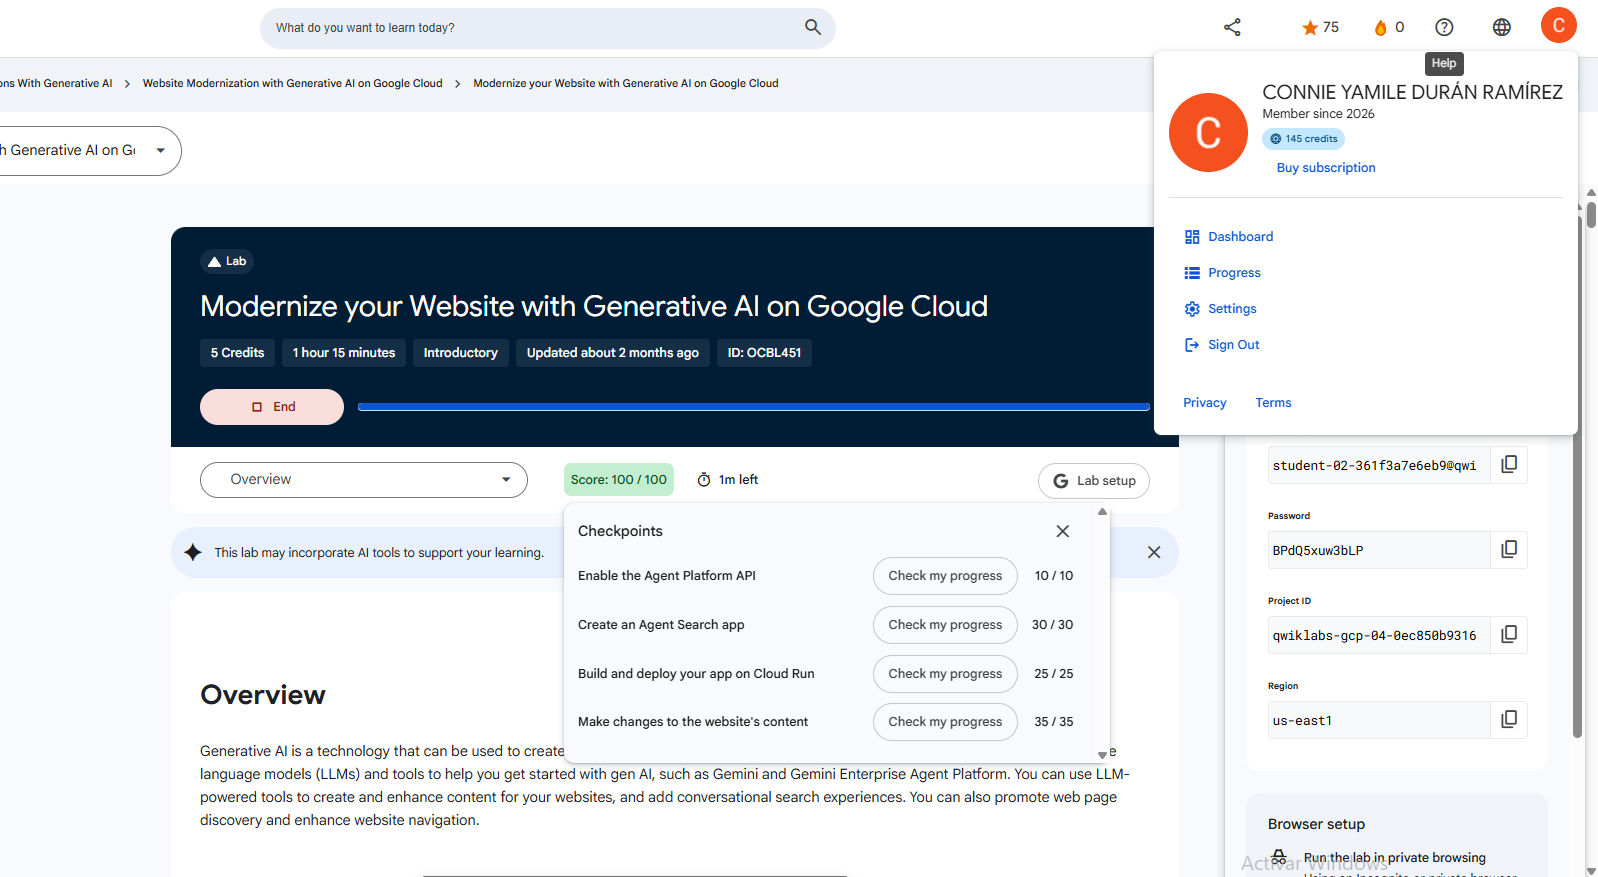 What do you want to learn today?
75
0
C
Help
ons With Generative AI > Website Modernization with Generative AI on Google Cloud > Modernize your Website with Generative AI on Google Cloud
CONNIE YAMILE DURÁN RAMÍREZ
Member since 2026
C
145 credits
Buy subscription
Dashboard
Progress
Settings
Sign Out
Privacy Terms
h Generative AI on Go
Lab
Modernize your Website with Generative AI on Google Cloud
5 Credits
1 hour 15 minutes
Introductory
Updated about 2 months ago
ID: OCBL451
End
Overview
Score: 100 / 100
1m left
Lab setup
This lab may incorporate AI tools to support your learning.
Checkpoints
Enable the Agent Platform API Check my progress 10 / 10
Create an Agent Search app Check my progress 30 / 30
Build and deploy your app on Cloud Run Check my progress 25 / 25
Make changes to the website's content Check my progress 35 / 35
Overview
Generative AI is a technology that can be used to create e
language models (LLMs) and tools to help you get started with gen AI, such as Gemini and Gemini Enterprise Agent Platform. You can use LLM-
powered tools to create and enhance content for your websites, and add conversational search experiences. You can also promote web page
discovery and enhance website navigation.
student-02-361f3a7e6eb9@qwi
Password
BPdQ5xuw3bLP
Project ID
qwiklabs-gcp-04-0ec850b9316
Region
us-east1
Browser setup
Run the lab in private browsing
Activar Windows